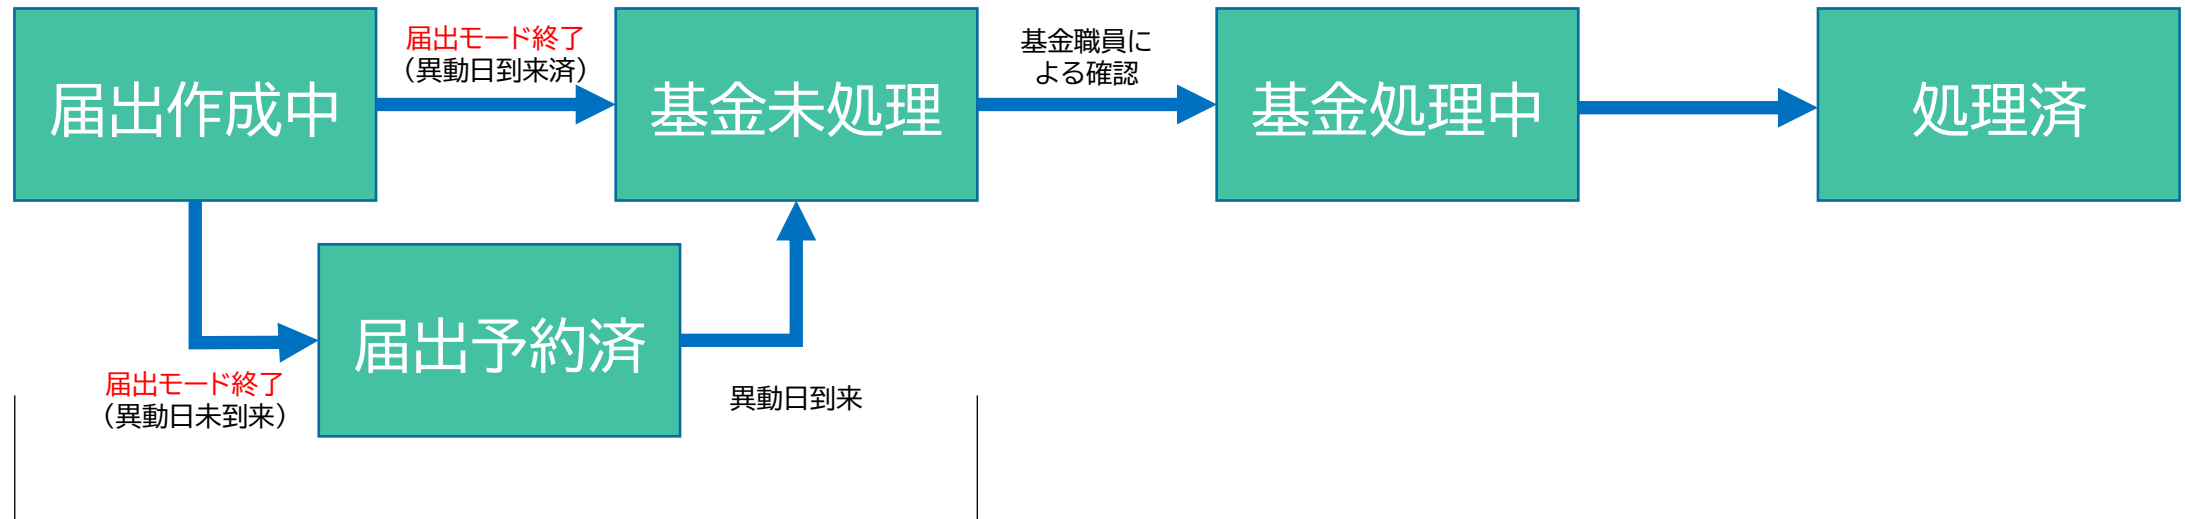 届出作成中
届出モード終了
（異動日到来済）
基金未処理
基金職員に
よる確認
基金処理中
処理済
届出予約済
届出モード終了
（異動日未到来）
異動日到来